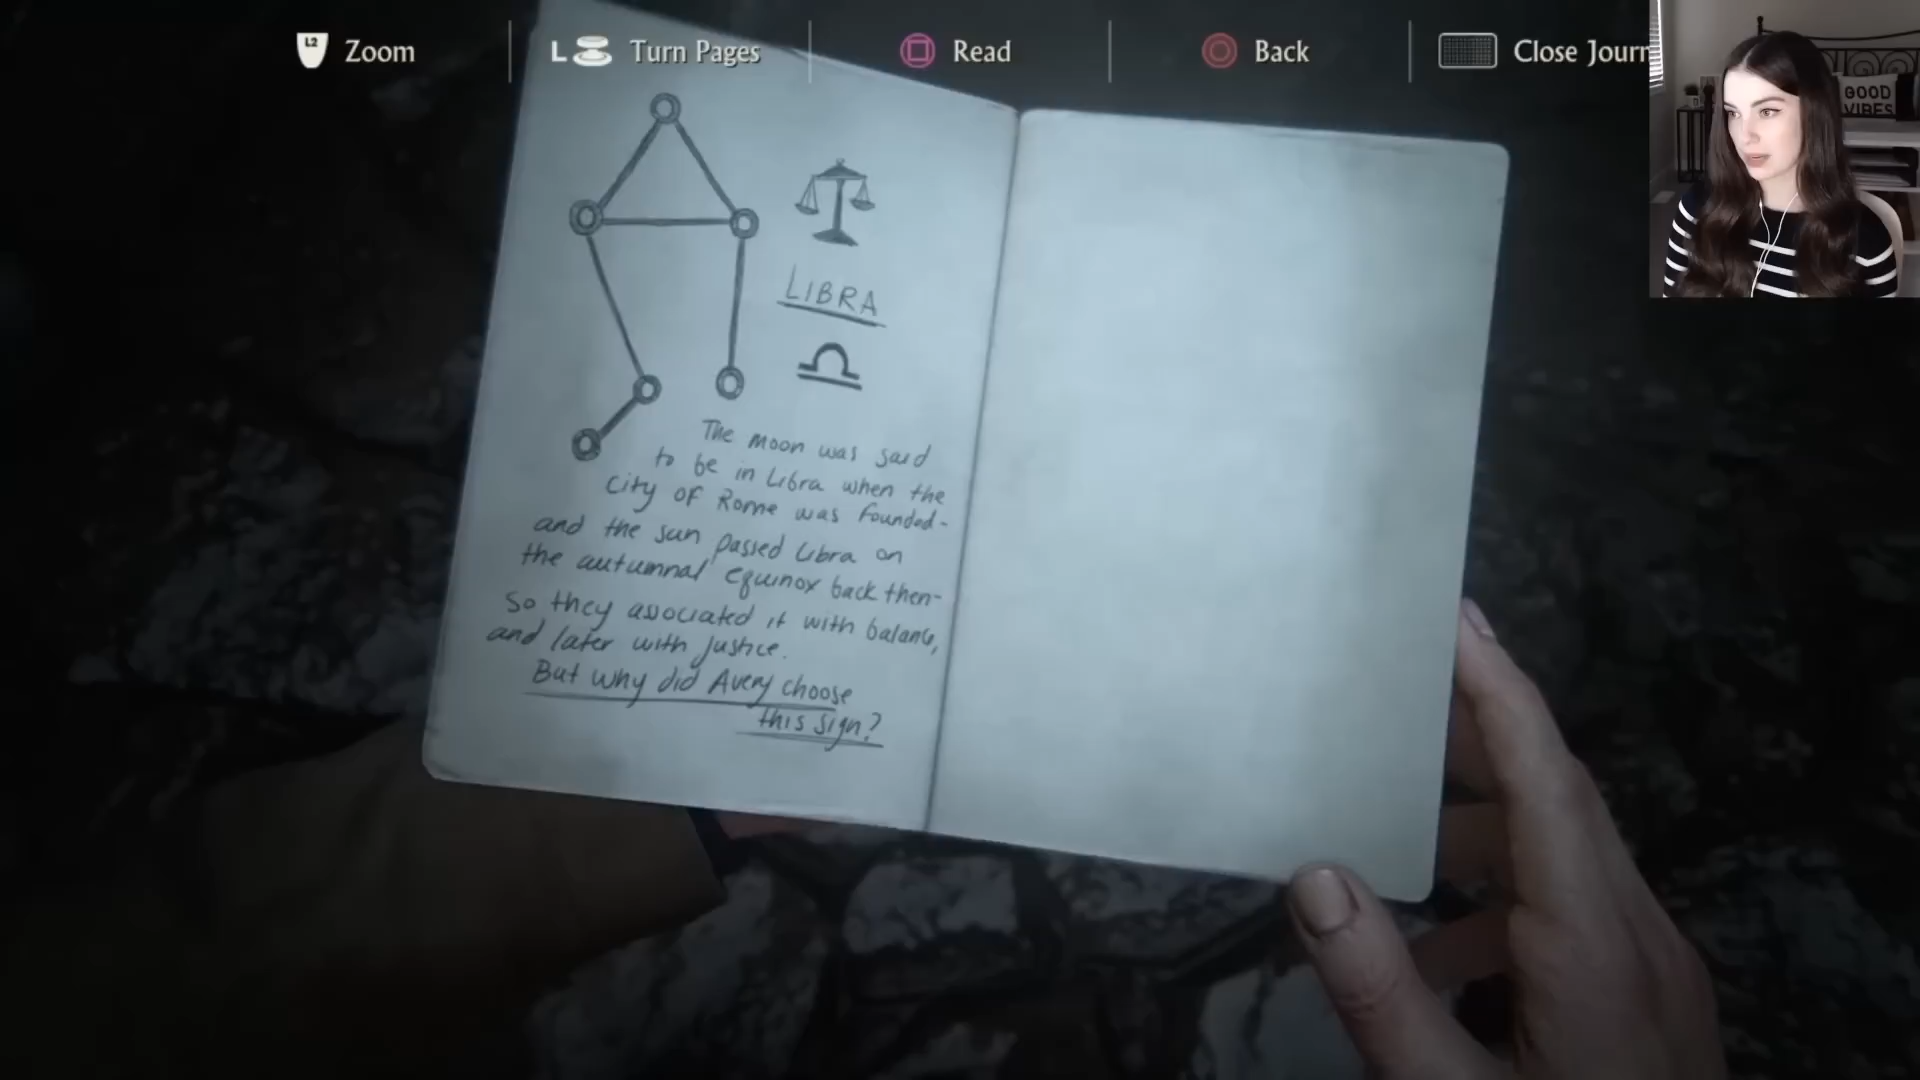 L2 Zoom
L Turn Pages
Read
Back
Close Journ
GOOD
VIBES
LIBRA
The moon was said
to be in Libra when the
City of Rome was founded-
and the sun passed Libra on
the autumnal equinox back then-
So they associated it with balance,
and later with justice.
But why did Avery choose
this sign?